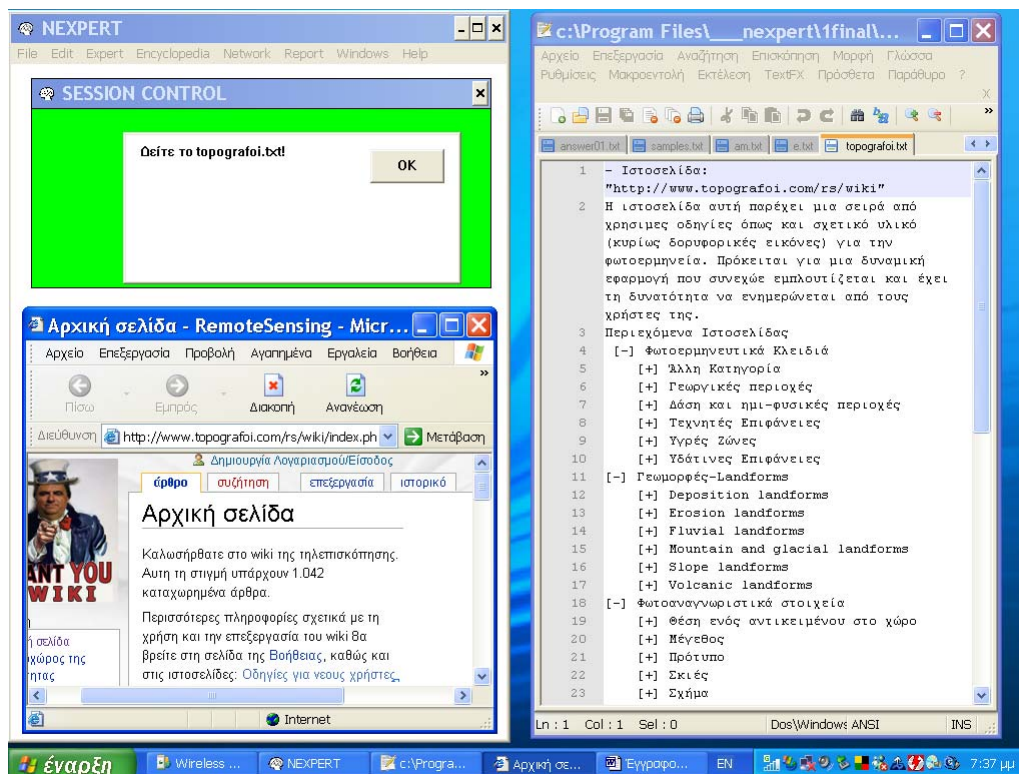 NEXPERT
File Edit Expert Encyclopedia Network Report Windows Help
SESSION CONTROL
Δείτε το topografoi.txt!
OK
Αρχική σελίδα - RemoteSensing - Micr...
Αρχείο Επεξεργασία Προβολή Αγαπημένα Εργαλεία Βοήθεια
Πίσω Εμπρός Διακοπή Ανανέωση
Διεύθυνση http://www.topografoi.com/rs/wiki/index.ph Μετάβαση
Δημιουργία Λογαριασμού/Είσοδος
άρθρο συζήτηση επεξεργασία ιστορικό
Αρχική σελίδα
Καλωσήρθατε στο wiki της τηλεπισκόπησης.
Αυτη τη στιγμή υπάρχουν 1.042
καταχωρημένα άρθρα.
Περισσότερες πληροφορίες σχετικά με τη
χρήση και την επεξεργασία του wiki θα
βρείτε στη σελίδα της Βοήθειας, καθώς και
στις ιστοσελίδες: Οδηγίες για νεους χρήστες,
ANT YOU
WIKI
ή σελίδα
χώρος της
ητας
Internet
c:\Program Files\___nexpert\1final\...
Αρχείο Επεξεργασία Αναζήτηση Επισκόπηση Μορφή Γλώσσα
Ρυθμίσεις Μακροεντολή Εκτέλεση TextFX Πρόσθετα Παράθυρο ?
X
answer01.txt samples.txt am.txt e.txt topografoi.txt
1 - Ιστοσελίδα:
"http://www.topografoi.com/rs/wiki"
2 Η ιστοσελίδα αυτή παρέχει μια σειρά από
χρησιμες οδηγίες όπως και σχετικό υλικό
(κυρίως δορυφορικές εικόνες) για την
φωτοερμηνεία. Πρόκειται για μια δυναμική
εφαρμογή που συνεχώε εμπλουτίζεται και έχει
τη δυνατότητα να ενημερώνεται από τους
χρήστες της.
3 Περιεχόμενα Ιστοσελίδας
4 [-] Φωτοερμηνευτικά Κλειδιά
5 [+] Άλλη Κατηγορία
6 [+] Γεωργικές περιοχές
7 [+] Δάση και ημι-φυσικές περιοχές
8 [+] Τεχνητές Επιφάνειες
9 [+] Υγρές Ζώνες
10 [+] Υδάτινες Επιφάνειες
11 [-] Γεωμορφές-Landforms
12 [+] Deposition landforms
13 [+] Erosion landforms
14 [+] Fluvial landforms
15 [+] Mountain and glacial landforms
16 [+] Slope landforms
17 [+] Volcanic landforms
18 [-] Φωτοαναγνωριστικά στοιχεία
19 [+] Θέση ενός αντικειμένου στο χώρο
20 [+] Μέγεθος
21 [+] Πρότυπο
22 [+] Σκιές
23 [+] Σχήμα
Ln : 1 Col : 1 Sel : 0 Dos\Windows ANSI INS
έναρξη Wireless ... NEXPERT c:\Progra... Αρχική σε... Έγγραφο... EN 7:37 μμ